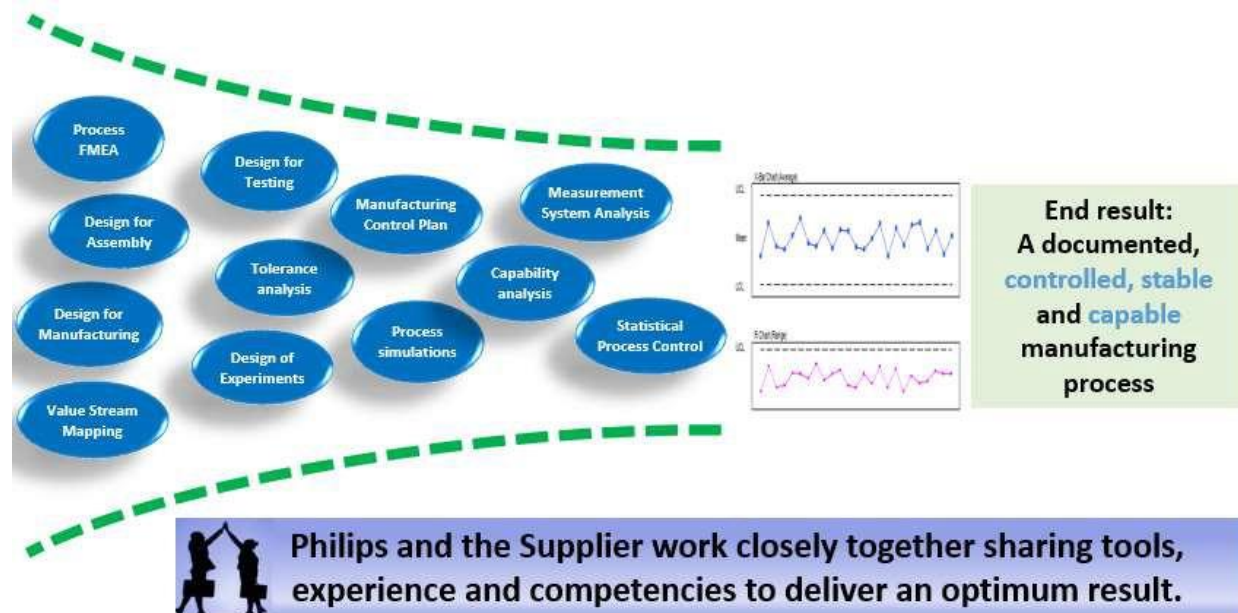 Process
FMEA
Design for
Assembly
Design for
Manufacturing
Value Stream
Mapping
Design for
Testing
Tolerance
analysis
Design of
Experiments
Manufacturing
Control Plan
Process
simulations
Measurement
System Analysis
Capability
analysis
Statistical
Process Control
UCL
LCL
UCL
End result:
A documented,
controlled, stable
and capable
manufacturing
process
Philips and the Supplier work closely together sharing tools,
experience and competencies to deliver an optimum result.